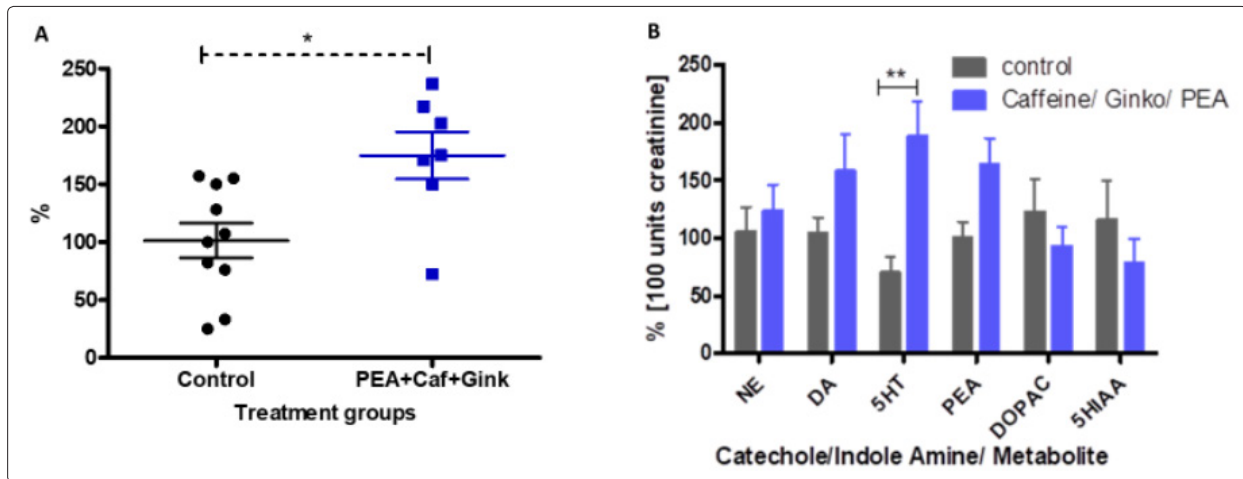 A
*
250
200
150
100
50
0
%
Control
PEA+Caf+Gink
Treatment groups
B
control
Caffeine/ Ginko/ PEA
**
250
200
150
100
50
0
% [100 units creatinine]
NE
DA
5HT
PEA
DOPAC
5HIAA
Catechole/Indole Amine/ Metabolite